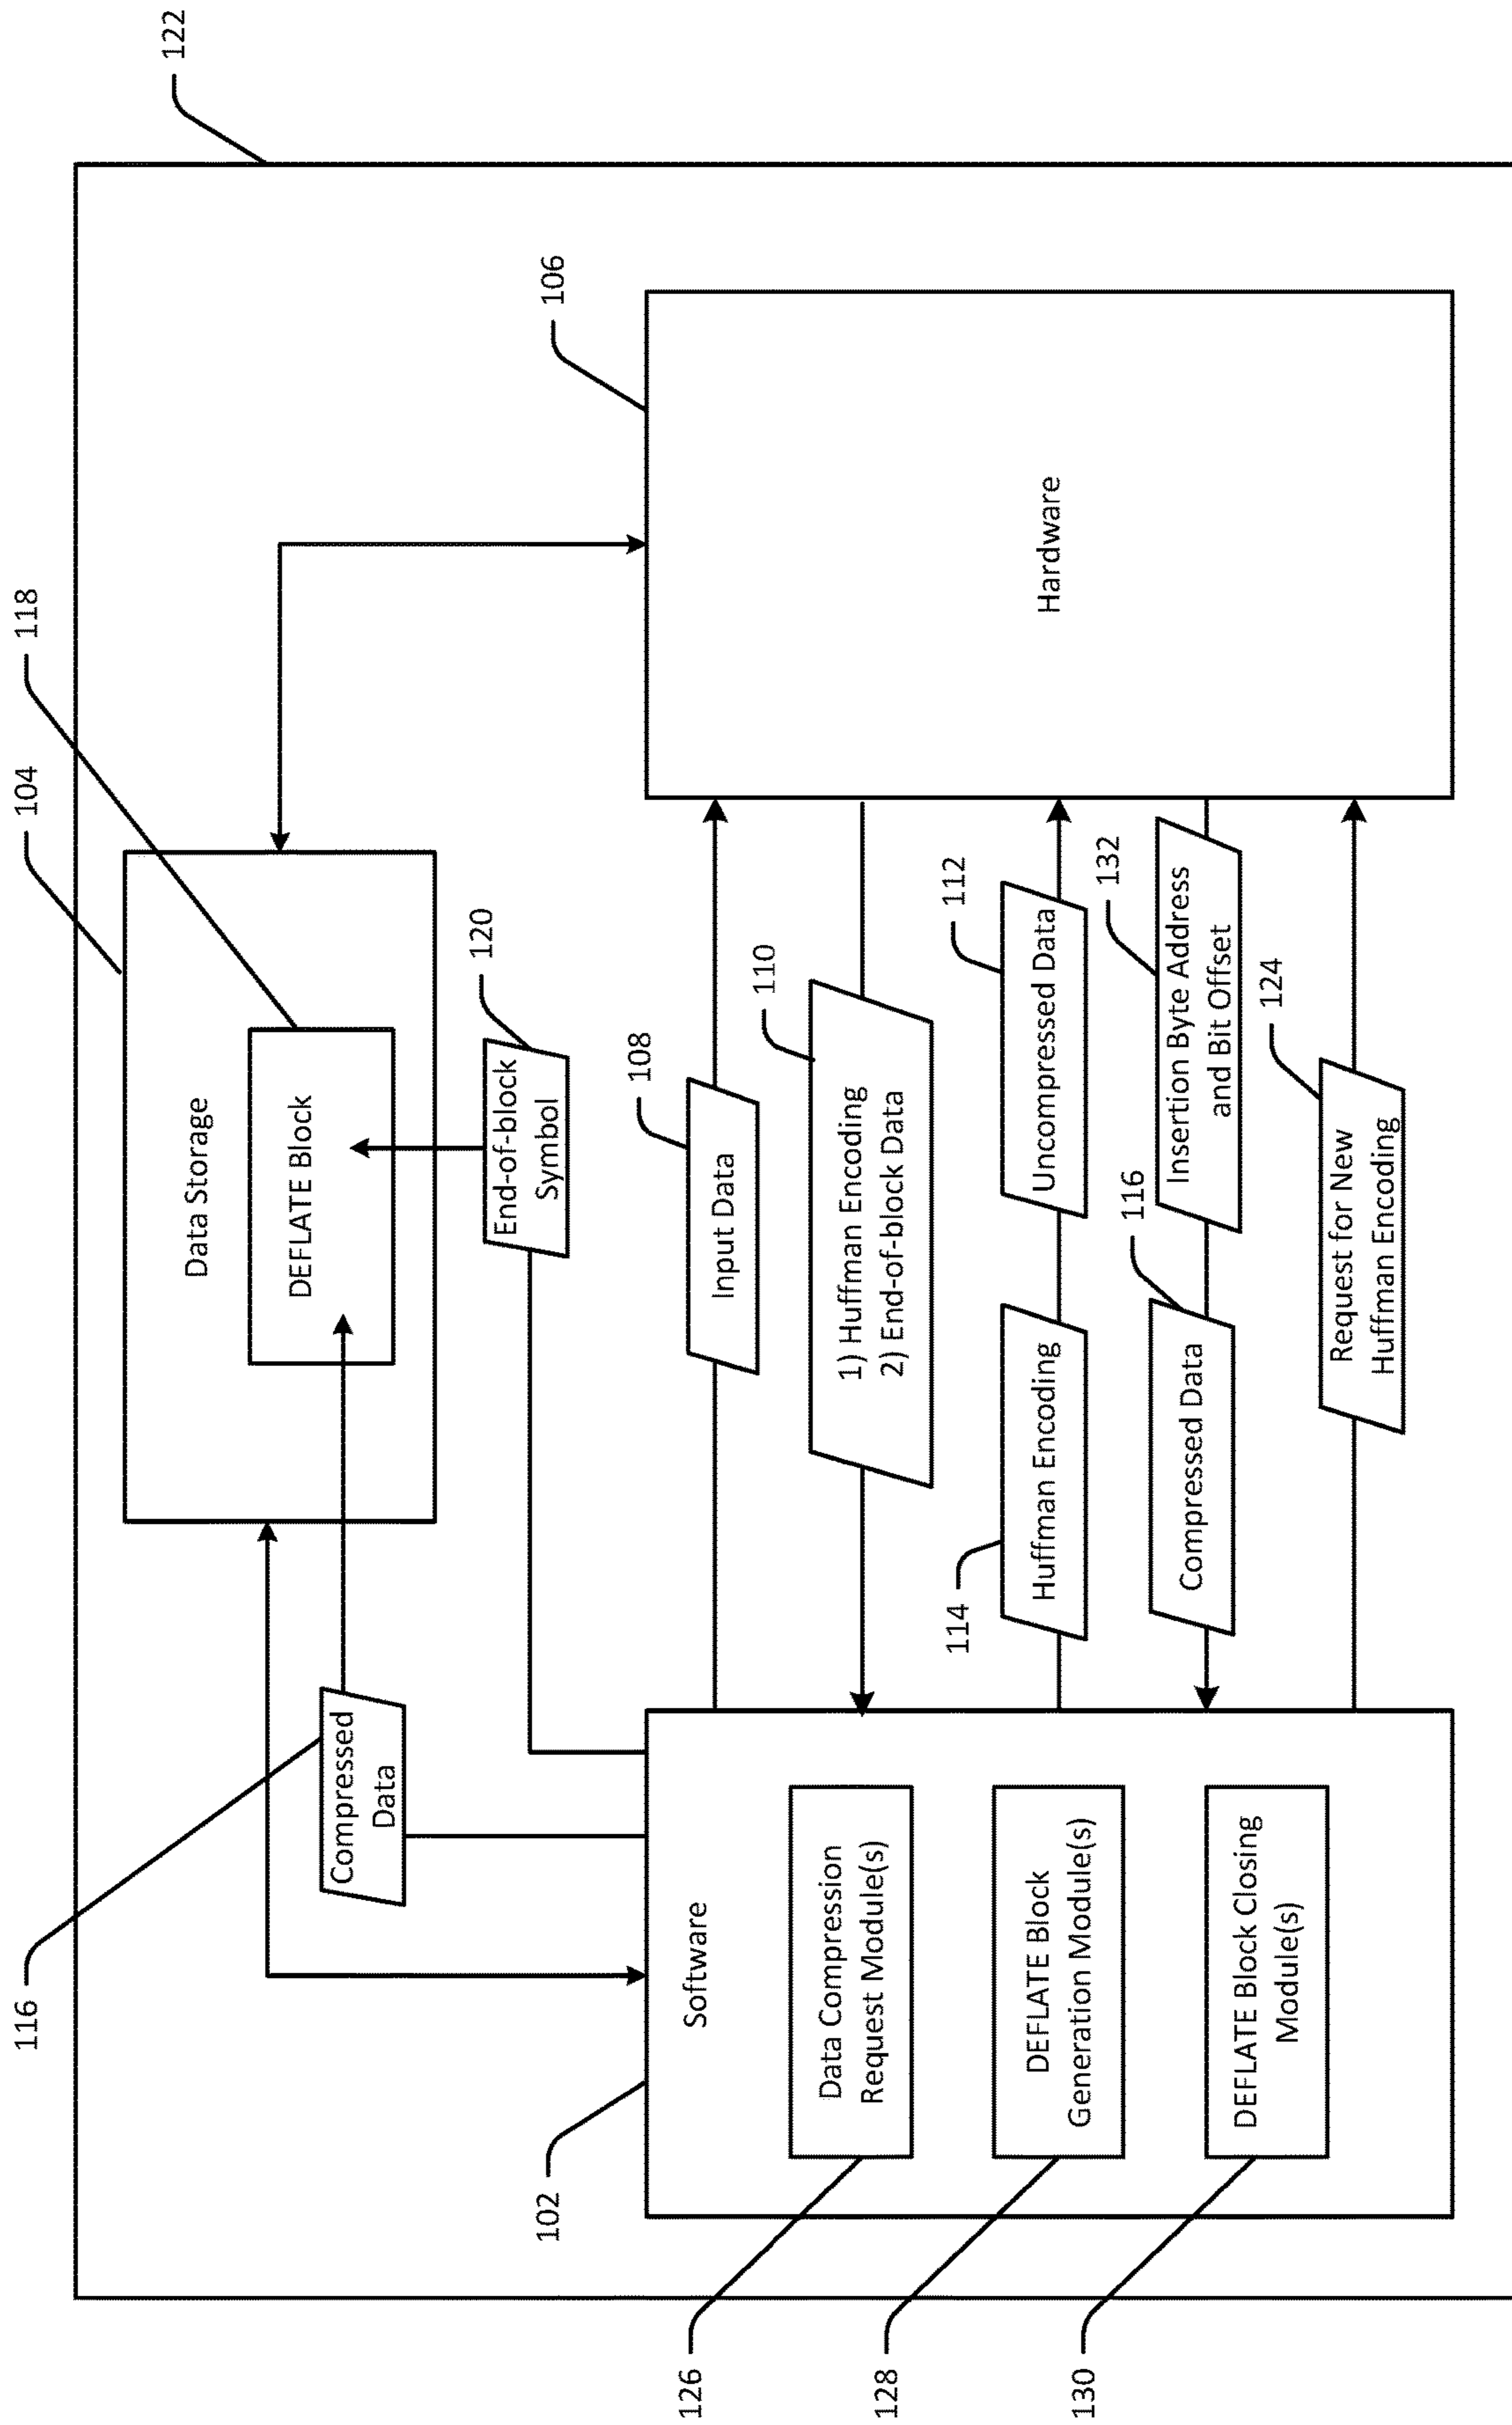 122
118
104
Data Storage
DEFLATE Block
116
Compressed
Data
End-of-block
Symbol
120
106
Hardware
102
Software
126
Data Compression
Request Module(s)
128
DEFLATE Block
Generation Module(s)
130
DEFLATE Block Closing
Module(s)
108
Input Data
110
1) Huffman Encoding
2) End-of-block Data
114
Huffman Encoding
112
Uncompressed Data
116
Compressed Data
132
Insertion Byte Address
and Bit Offset
124
Request for New
Huffman Encoding